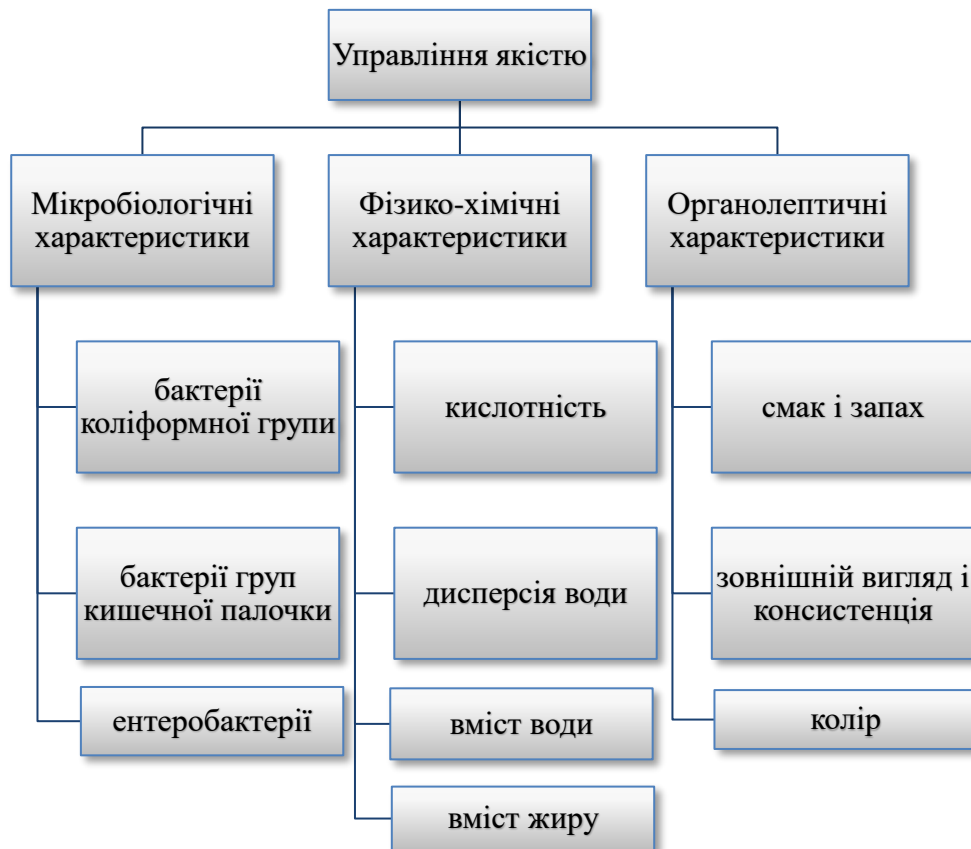 Управління якістю
Мікробіологічні
характеристики
Фізико-хімічні
характеристики
Органолептичні
характеристики
бактерії
коліформної групи
кислотність
смак і запах
бактерії груп
кишечної палочки
дисперсія води
зовнішній вигляд і
консистенція
ентеробактерії
вміст води
колір
вміст жиру